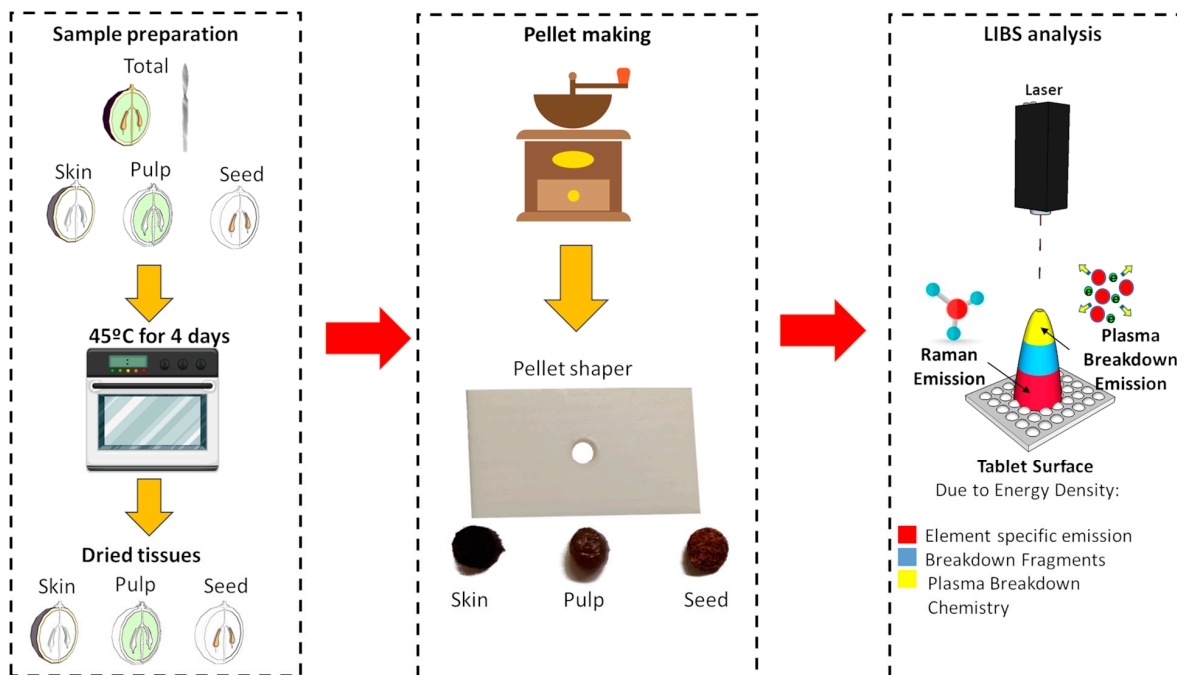 Sample preparation
Total
Skin
Pulp
Seed
45ºC for 4 days
Dried tissues
Skin
Pulp
Seed
Pellet making
Pellet shaper
Skin
Pulp
Seed
LIBS analysis
Laser
Raman
Emission
Plasma
Breakdown
Emission
Tablet Surface
Due to Energy Density:
Element specific emission
Breakdown Fragments
Plasma Breakdown
Chemistry